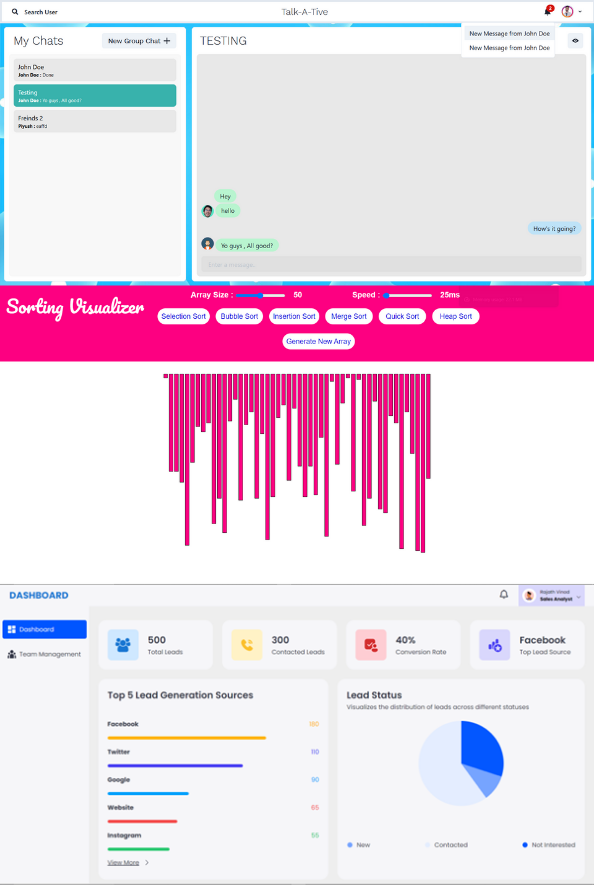 Search User
Talk-A-Tive
2
New Message from John Doe
New Message from John Doe
My Chats
New Group Chat +
John Doe
John Doe : Done
Testing
John Doe : Yo guys , All good?
Freinds 2
Piyush : eaffd
TESTING
Hey
hello
How's it going?
Yo guys , All good?
Enter a message..
Sorting Visualizer
Array Size : 50
Speed : 25ms
Selection Sort
Bubble Sort
Insertion Sort
Merge Sort
Quick Sort
Heap Sort
Generate New Array
DASHBOARD
Sales Analyst
Dashboard
Team Management
500
Total Leads
300
Contacted Leads
40%
Conversion Rate
Facebook
Top Lead Source
Top 5 Lead Generation Sources
Facebook 180
Twitter 110
Google 90
Website 65
Instagram 55
View More >
Lead Status
Visualizes the distribution of leads across different statuses
New
Contacted
Not Interested